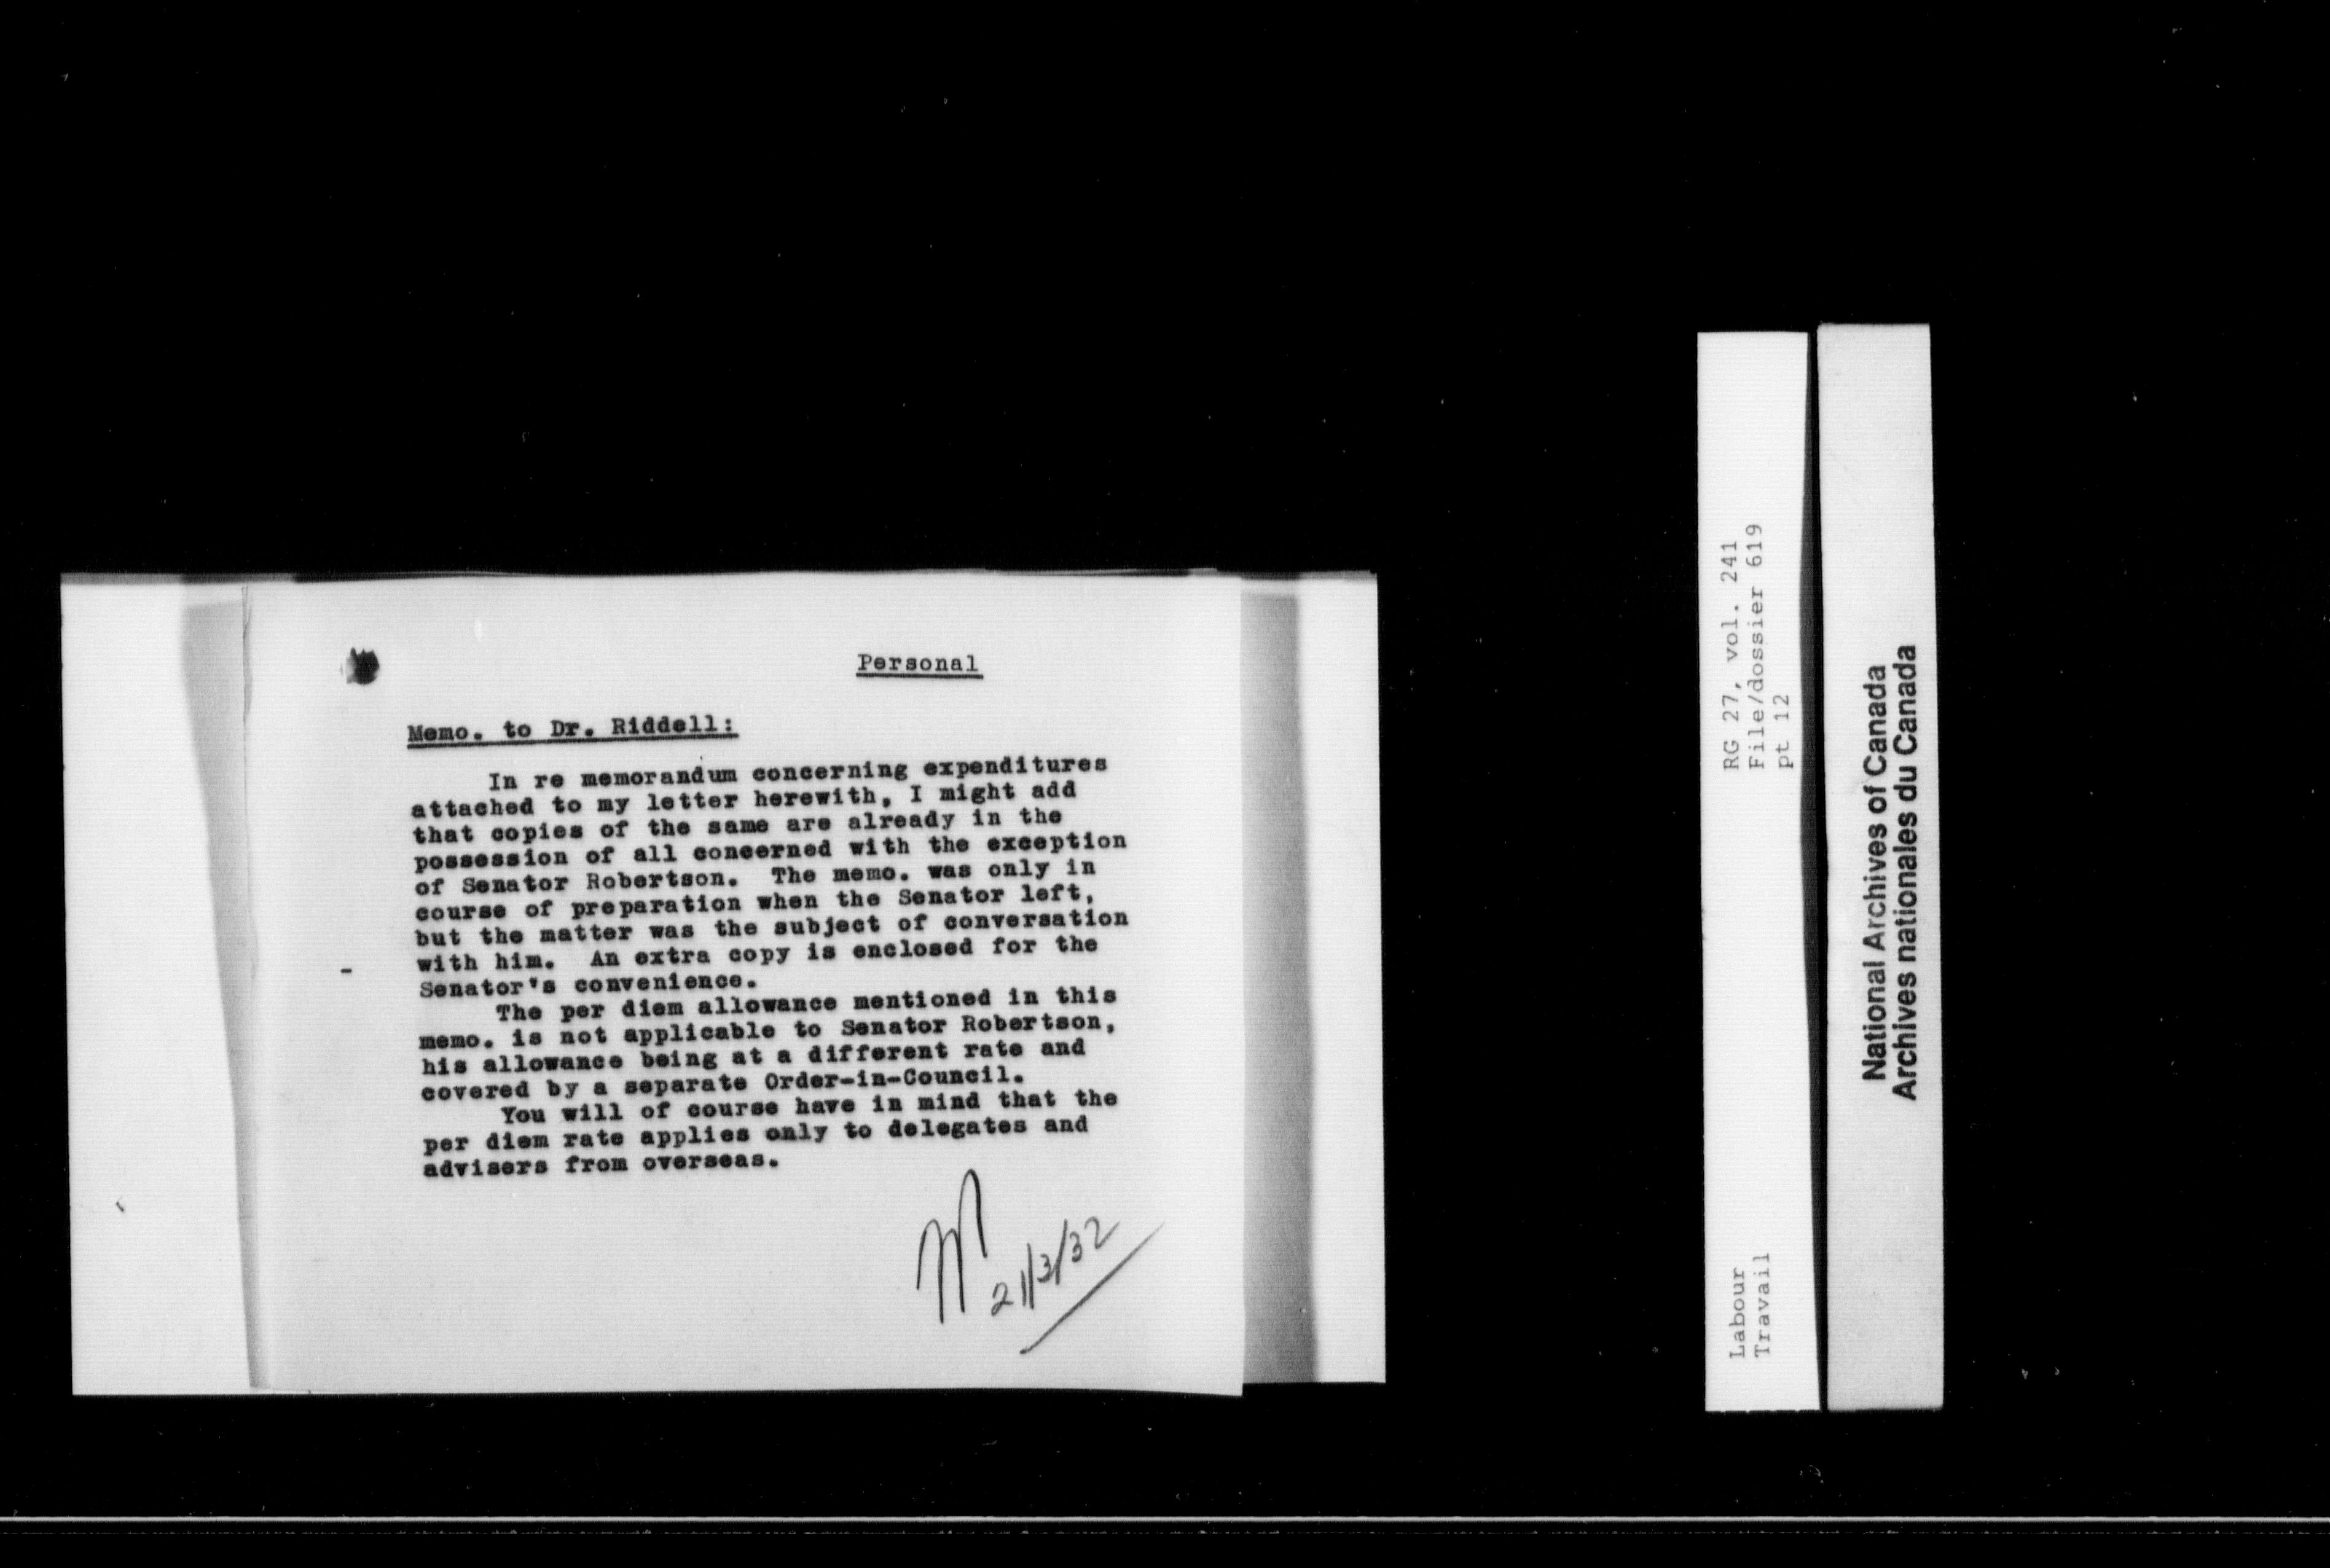 Personal
Memo. to Dr. Riddell:
In re memorandum concerning expenditures
attached to my letter herewith, I might add
that copies of the same are already in the
possession of all concerned with the exception
of Senator Robertson. The memo. was only in
course of preparation when the Senator left,
but the matter was the subject of conversation
with him. An extra copy is enclosed for the
Senator's convenience.
The per diem allowance mentioned in this
memo. is not applicable to Senator Robertson,
his allowance being at a different rate and
covered by a separate Order-in-Council.
You will of course have in mind that the
per diem rate applies only to delegates and
advisers from overseas.
21/3/32
RG 27, vol. 241
File/dossier 619
pt 12
Labour
Travail
National Archives of Canada
Archives nationales du Canada